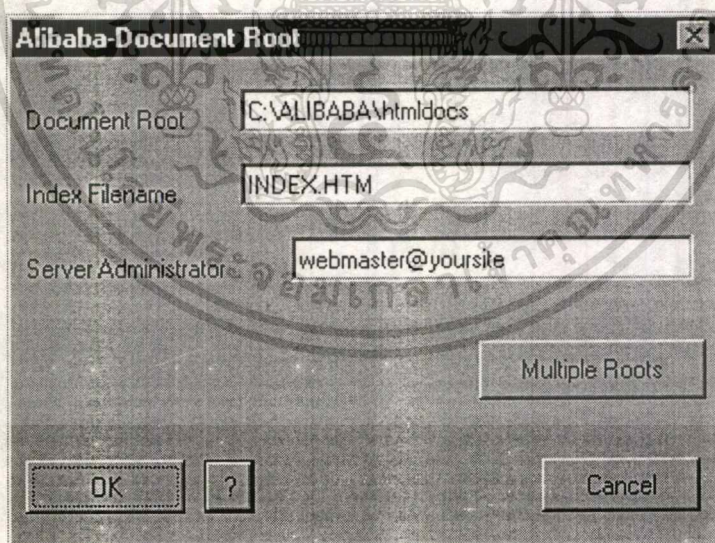 Alibaba-Document Root
Document Root C:\ALIBABA\htmldocs
Index Filename INDEX.HTM
Server Administrator webmaster@yoursite
Multiple Roots
OK ? Cancel